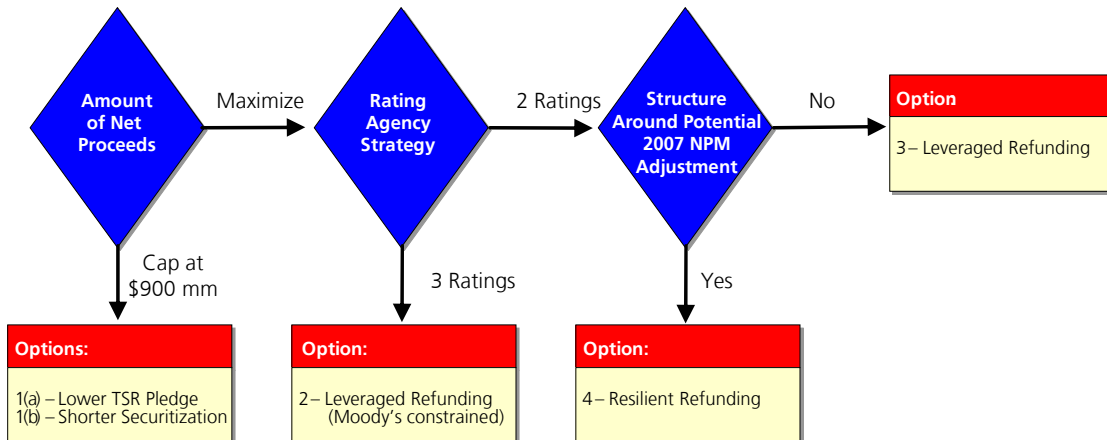 Amount
of Net
Proceeds
Maximize
Rating
Agency
Strategy
2 Ratings
Structure
Around Potential
2007 NPM
Adjustment
No
Option
3– Leveraged Refunding
Cap at
$900 mm
3 Ratings
Yes
Options:
1(a) – Lower TSR Pledge
1(b) – Shorter Securitization
Option:
2– Leveraged Refunding
(Moody's constrained)
Option:
4– Resilient Refunding